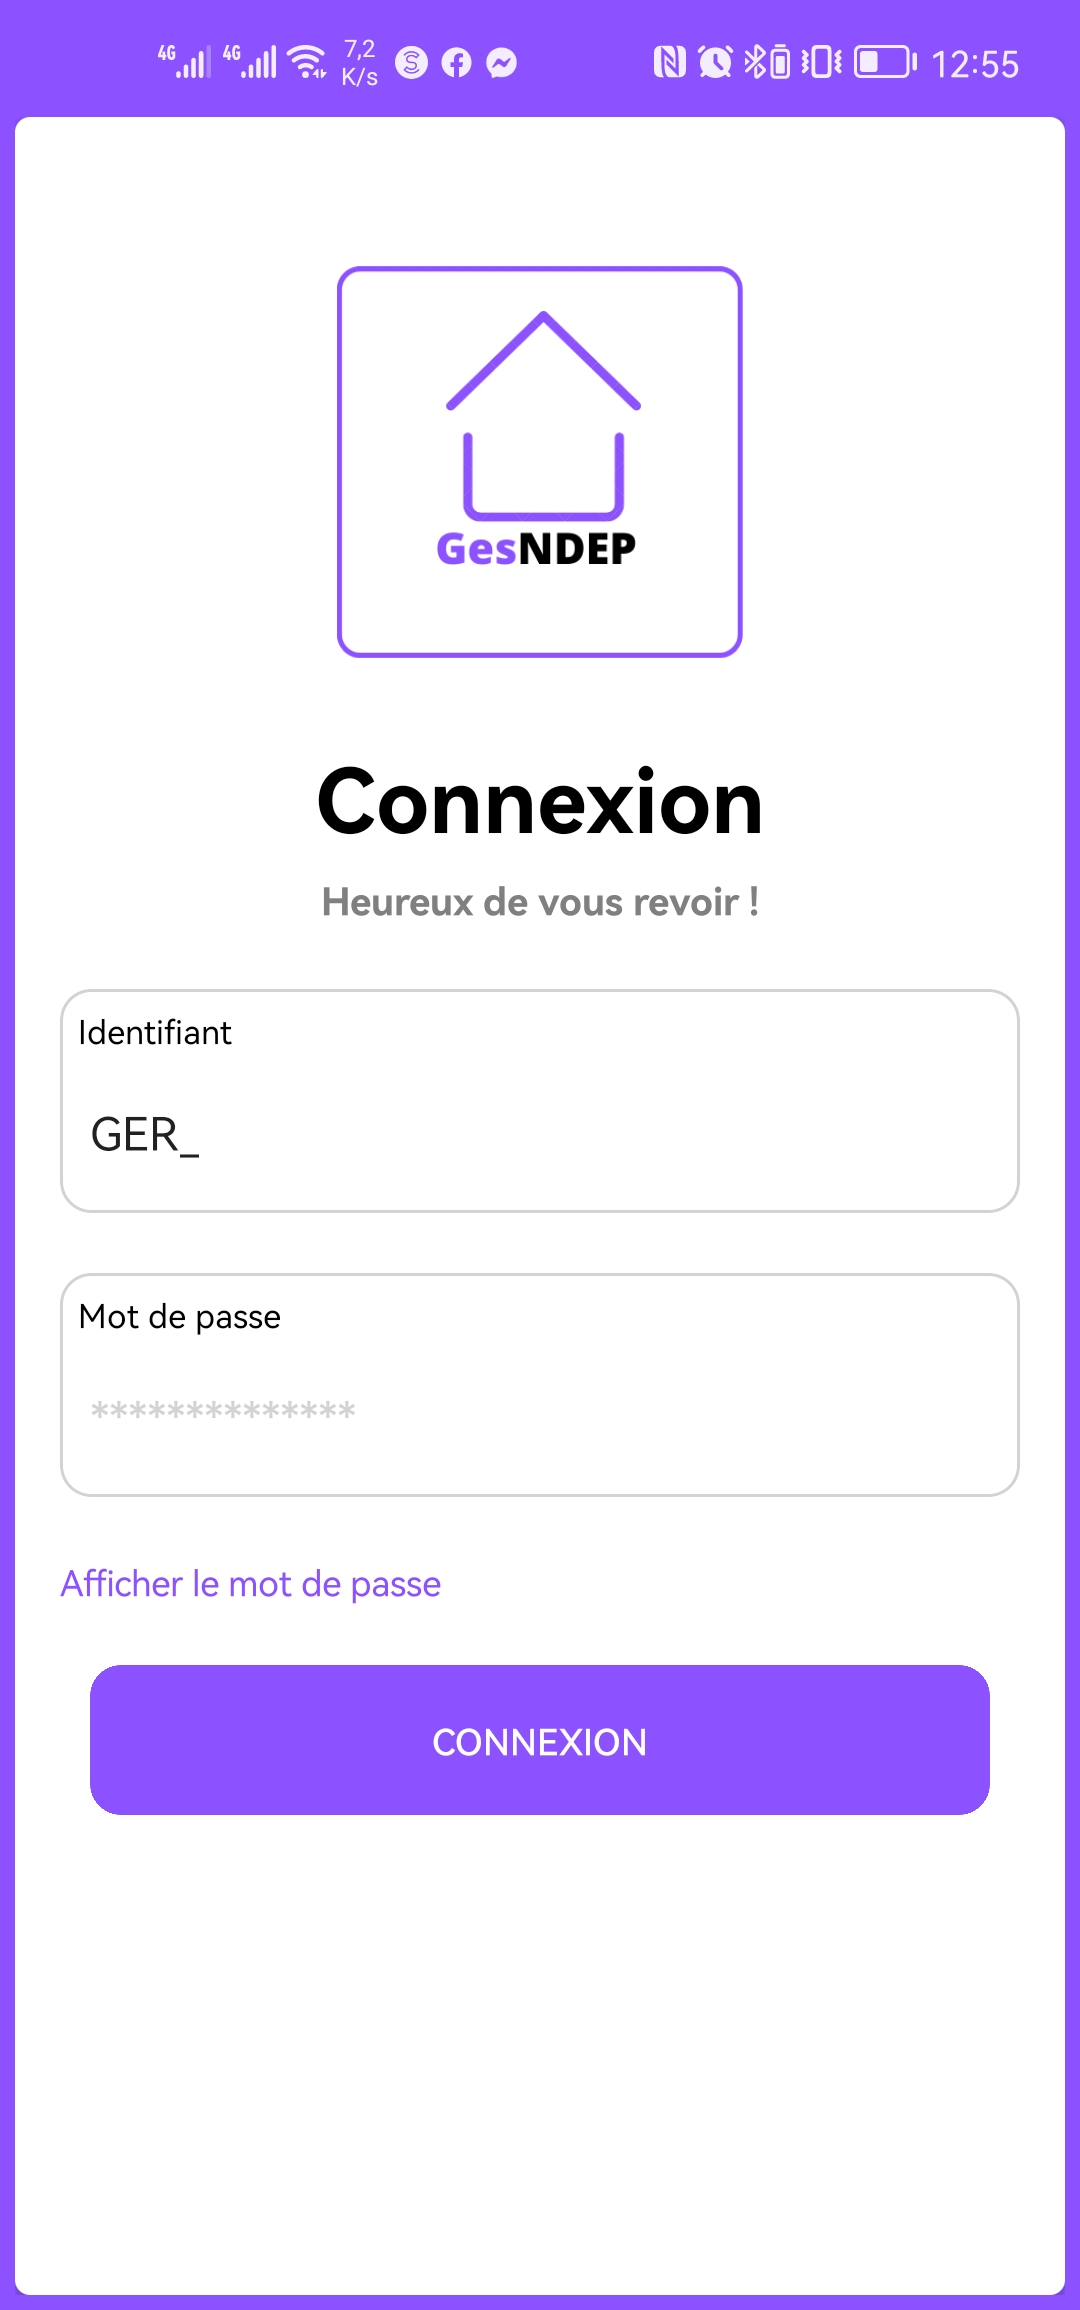 4G 4G 7,2 K/s 12:55
GesNDEP
Connexion
Heureux de vous revoir !
Identifiant
GER_
Mot de passe
**************
Afficher le mot de passe
CONNEXION